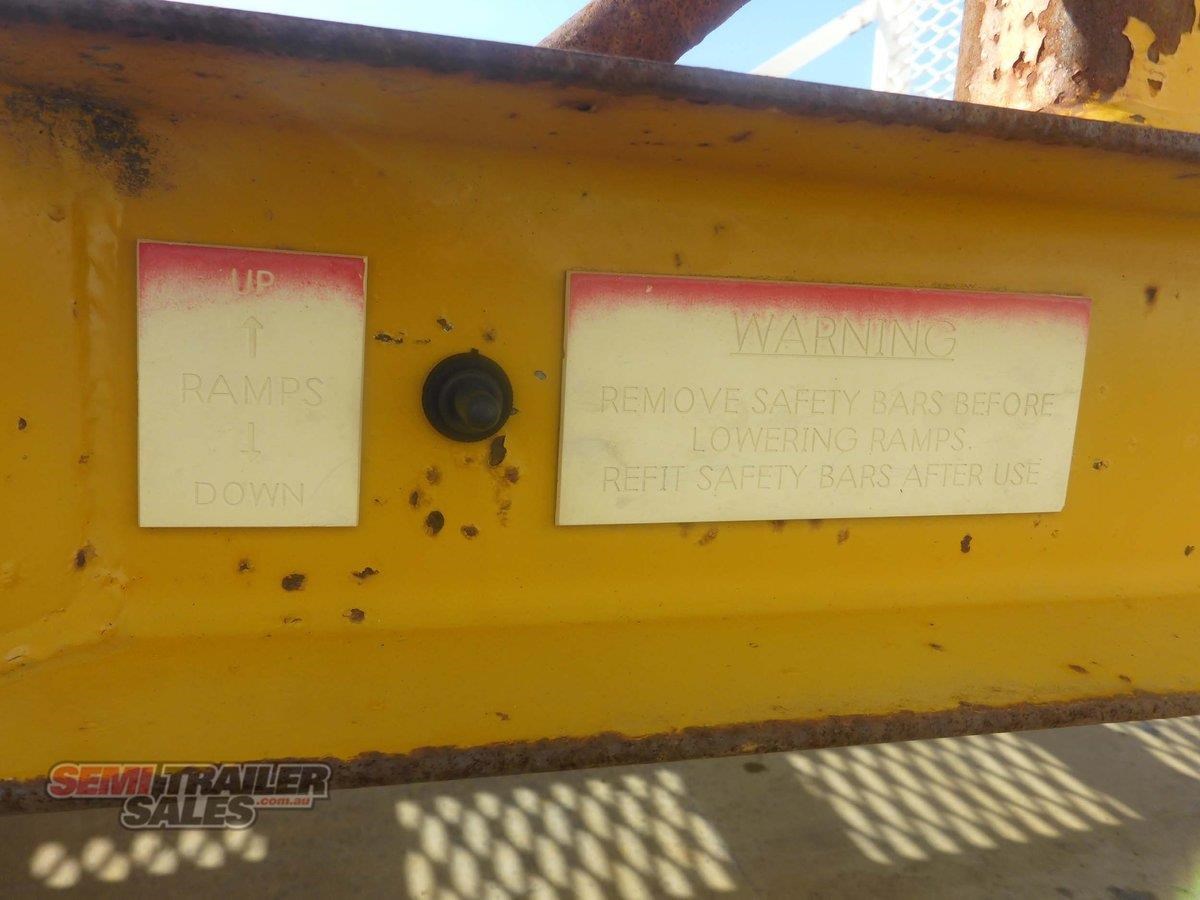 UP
↑
RAMPS
↓
DOWN
WARNING
REMOVE SAFETY BARS BEFORE
LOWERING RAMPS.
REFIT SAFETY BARS AFTER USE
SEMI TRAILER
SALES.com.au